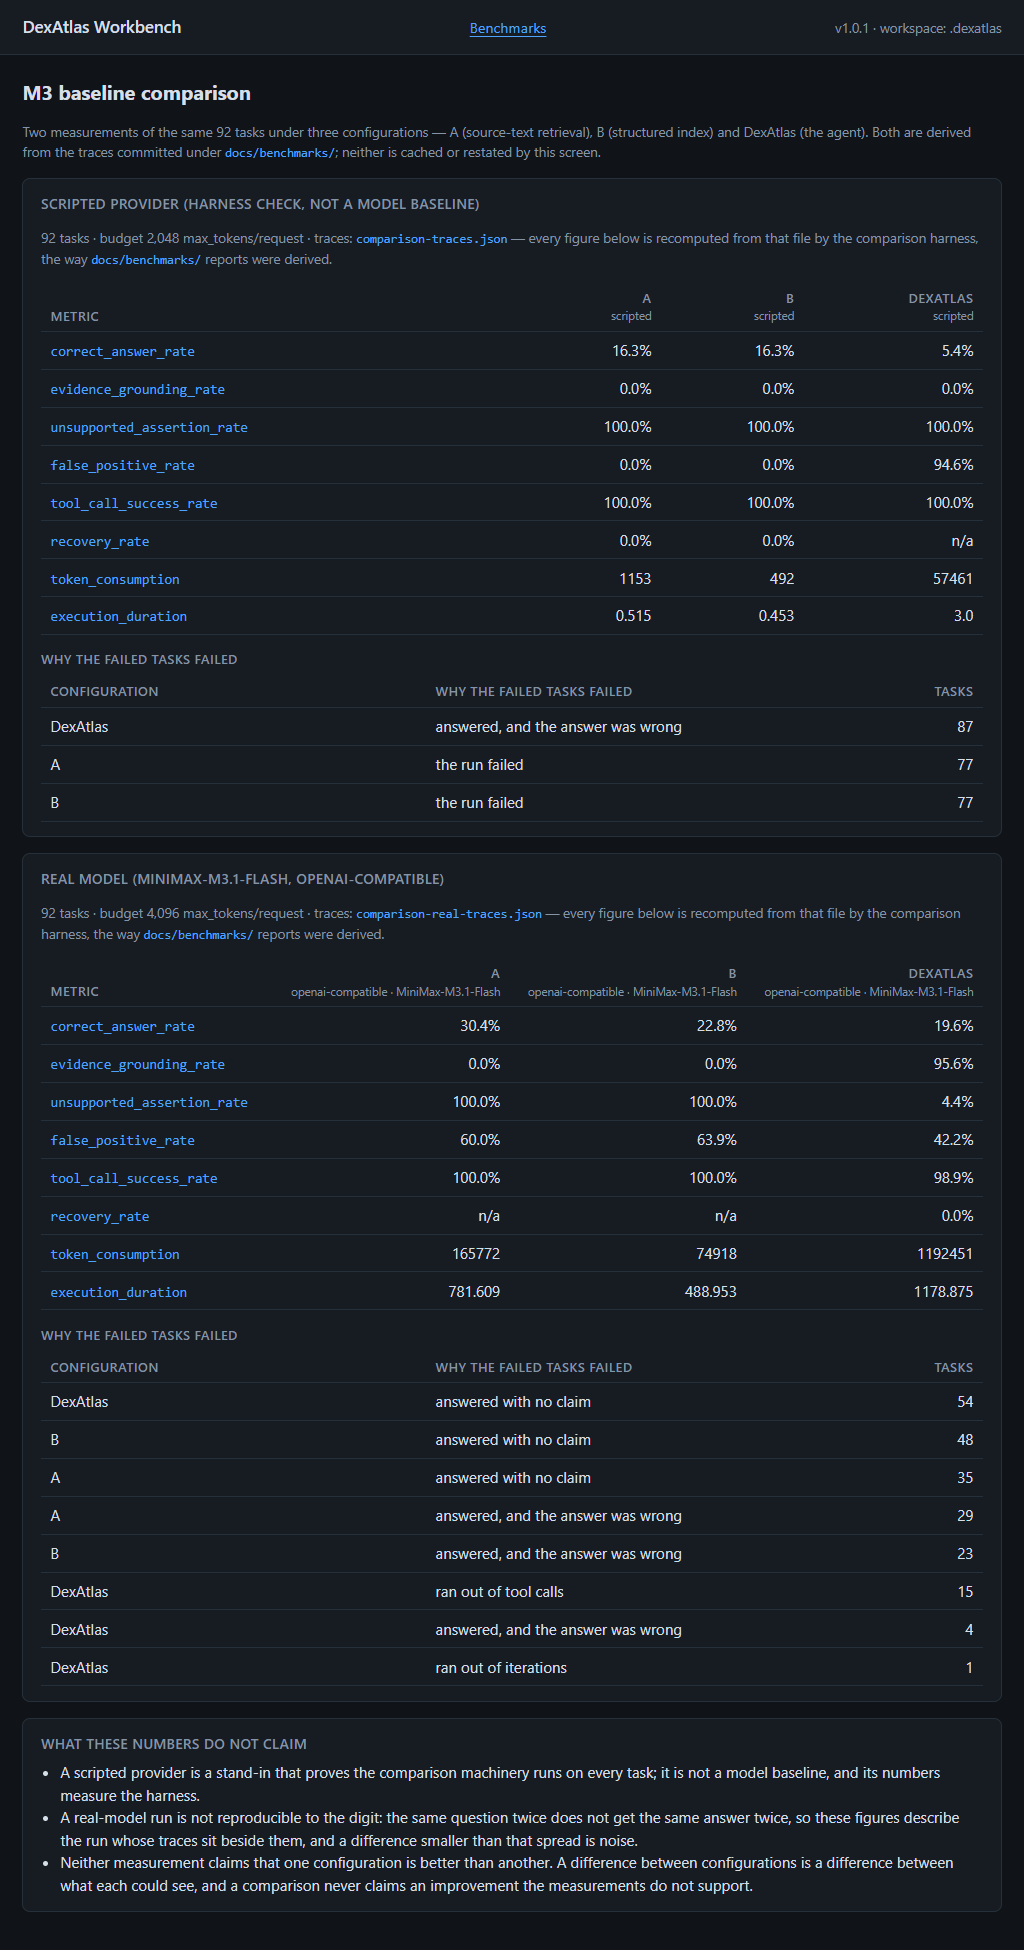 DexAtlas Workbench
Benchmarks
v1.0.1 · workspace: .dexatlas
M3 baseline comparison
Two measurements of the same 92 tasks under three configurations — A (source-text retrieval), B (structured index) and DexAtlas (the agent). Both are derived
from the traces committed under docs/benchmarks/; neither is cached or restated by this screen.
SCRIPTED PROVIDER (HARNESS CHECK, NOT A MODEL BASELINE)
92 tasks · budget 2,048 max_tokens/request · traces: comparison-traces.json — every figure below is recomputed from that file by the comparison harness,
the way docs/benchmarks/ reports were derived.
METRIC A scripted B scripted DEXATLAS scripted
correct_answer_rate 16.3% 16.3% 5.4%
evidence_grounding_rate 0.0% 0.0% 0.0%
unsupported_assertion_rate 100.0% 100.0% 100.0%
false_positive_rate 0.0% 0.0% 94.6%
tool_call_success_rate 100.0% 100.0% 100.0%
recovery_rate 0.0% 0.0% n/a
token_consumption 1153 492 57461
execution_duration 0.515 0.453 3.0
WHY THE FAILED TASKS FAILED
CONFIGURATION WHY THE FAILED TASKS FAILED TASKS
DexAtlas answered, and the answer was wrong 87
A the run failed 77
B the run failed 77
REAL MODEL (MINIMAX-M3.1-FLASH, OPENAI-COMPATIBLE)
92 tasks · budget 4,096 max_tokens/request · traces: comparison-real-traces.json — every figure below is recomputed from that file by the comparison
harness, the way docs/benchmarks/ reports were derived.
METRIC A openai-compatible · MiniMax-M3.1-Flash B openai-compatible · MiniMax-M3.1-Flash DEXATLAS openai-compatible · MiniMax-M3.1-Flash
correct_answer_rate 30.4% 22.8% 19.6%
evidence_grounding_rate 0.0% 0.0% 95.6%
unsupported_assertion_rate 100.0% 100.0% 4.4%
false_positive_rate 60.0% 63.9% 42.2%
tool_call_success_rate 100.0% 100.0% 98.9%
recovery_rate n/a n/a 0.0%
token_consumption 165772 74918 1192451
execution_duration 781.609 488.953 1178.875
WHY THE FAILED TASKS FAILED
CONFIGURATION WHY THE FAILED TASKS FAILED TASKS
DexAtlas answered with no claim 54
B answered with no claim 48
A answered with no claim 35
A answered, and the answer was wrong 29
B answered, and the answer was wrong 23
DexAtlas ran out of tool calls 15
DexAtlas answered, and the answer was wrong 4
DexAtlas ran out of iterations 1
WHAT THESE NUMBERS DO NOT CLAIM
• A scripted provider is a stand-in that proves the comparison machinery runs on every task; it is not a model baseline, and its numbers
measure the harness.
• A real-model run is not reproducible to the digit: the same question twice does not get the same answer twice, so these figures describe
the run whose traces sit beside them, and a difference smaller than that spread is noise.
• Neither measurement claims that one configuration is better than another. A difference between configurations is a difference between
what each could see, and a comparison never claims an improvement the measurements do not support.